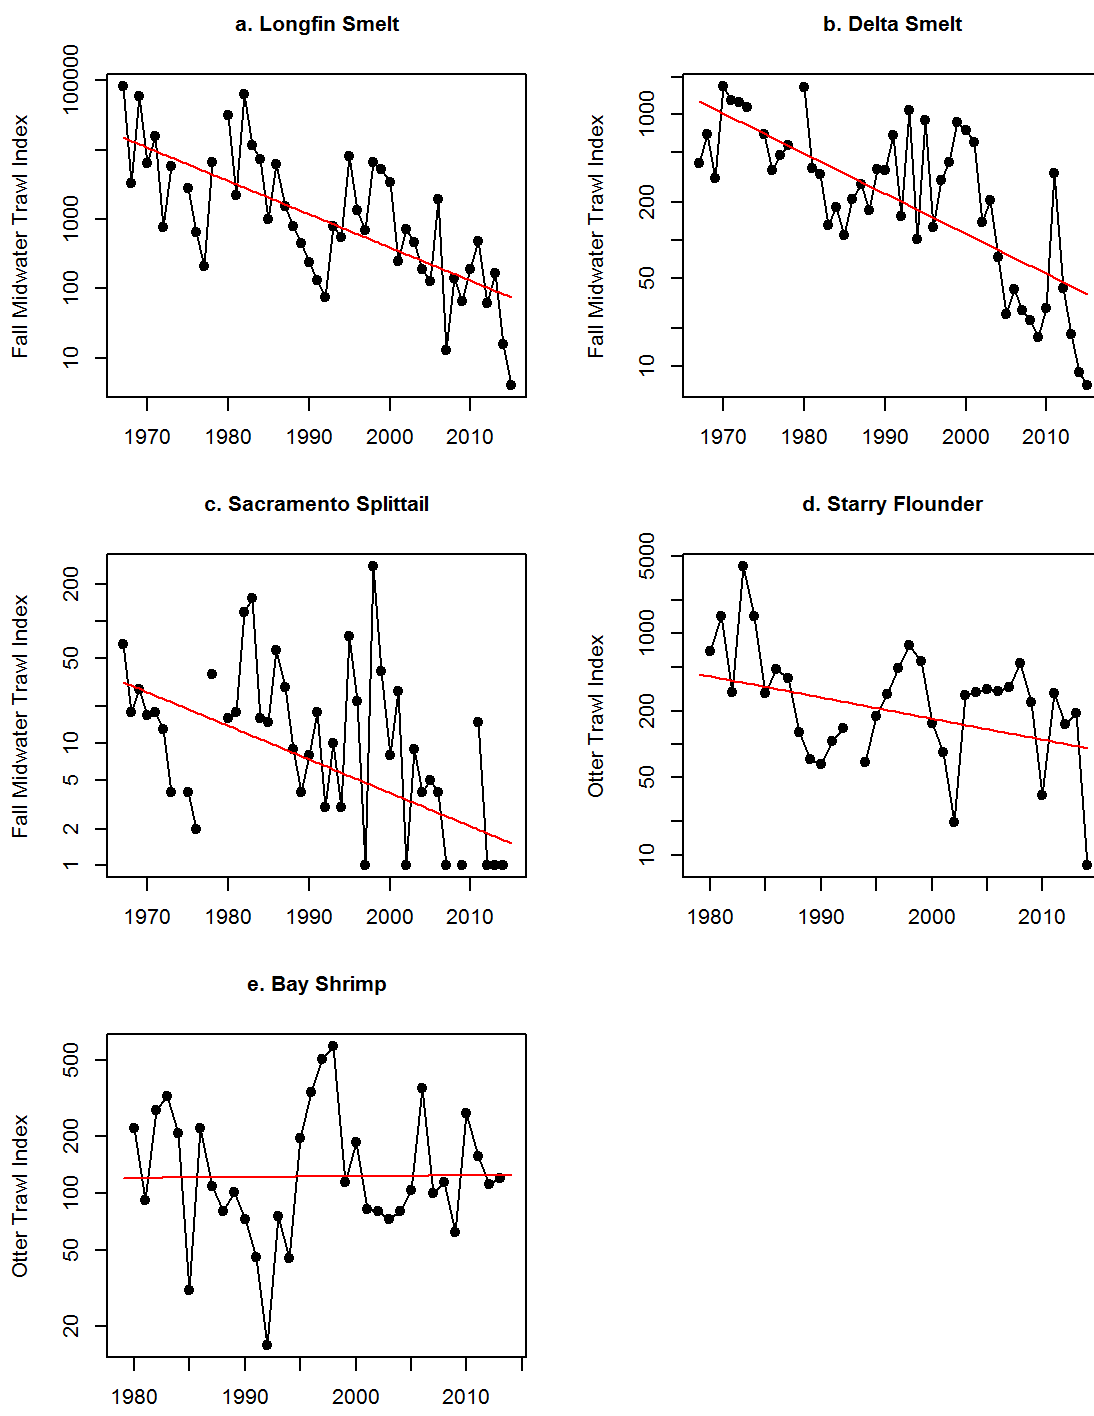 a. Longfin Smelt
Fall Midwater Trawl Index
100000
1000
100
10
1970 1980 1990 2000 2010
b. Delta Smelt
Fall Midwater Trawl Index
1000
200
50
10
1970 1980 1990 2000 2010
c. Sacramento Splittail
Fall Midwater Trawl Index
200
50
10
5
2
1
1970 1980 1990 2000 2010
d. Starry Flounder
Otter Trawl Index
5000
1000
200
50
10
1980 1990 2000 2010
e. Bay Shrimp
Otter Trawl Index
500
200
100
50
20
1980 1990 2000 2010